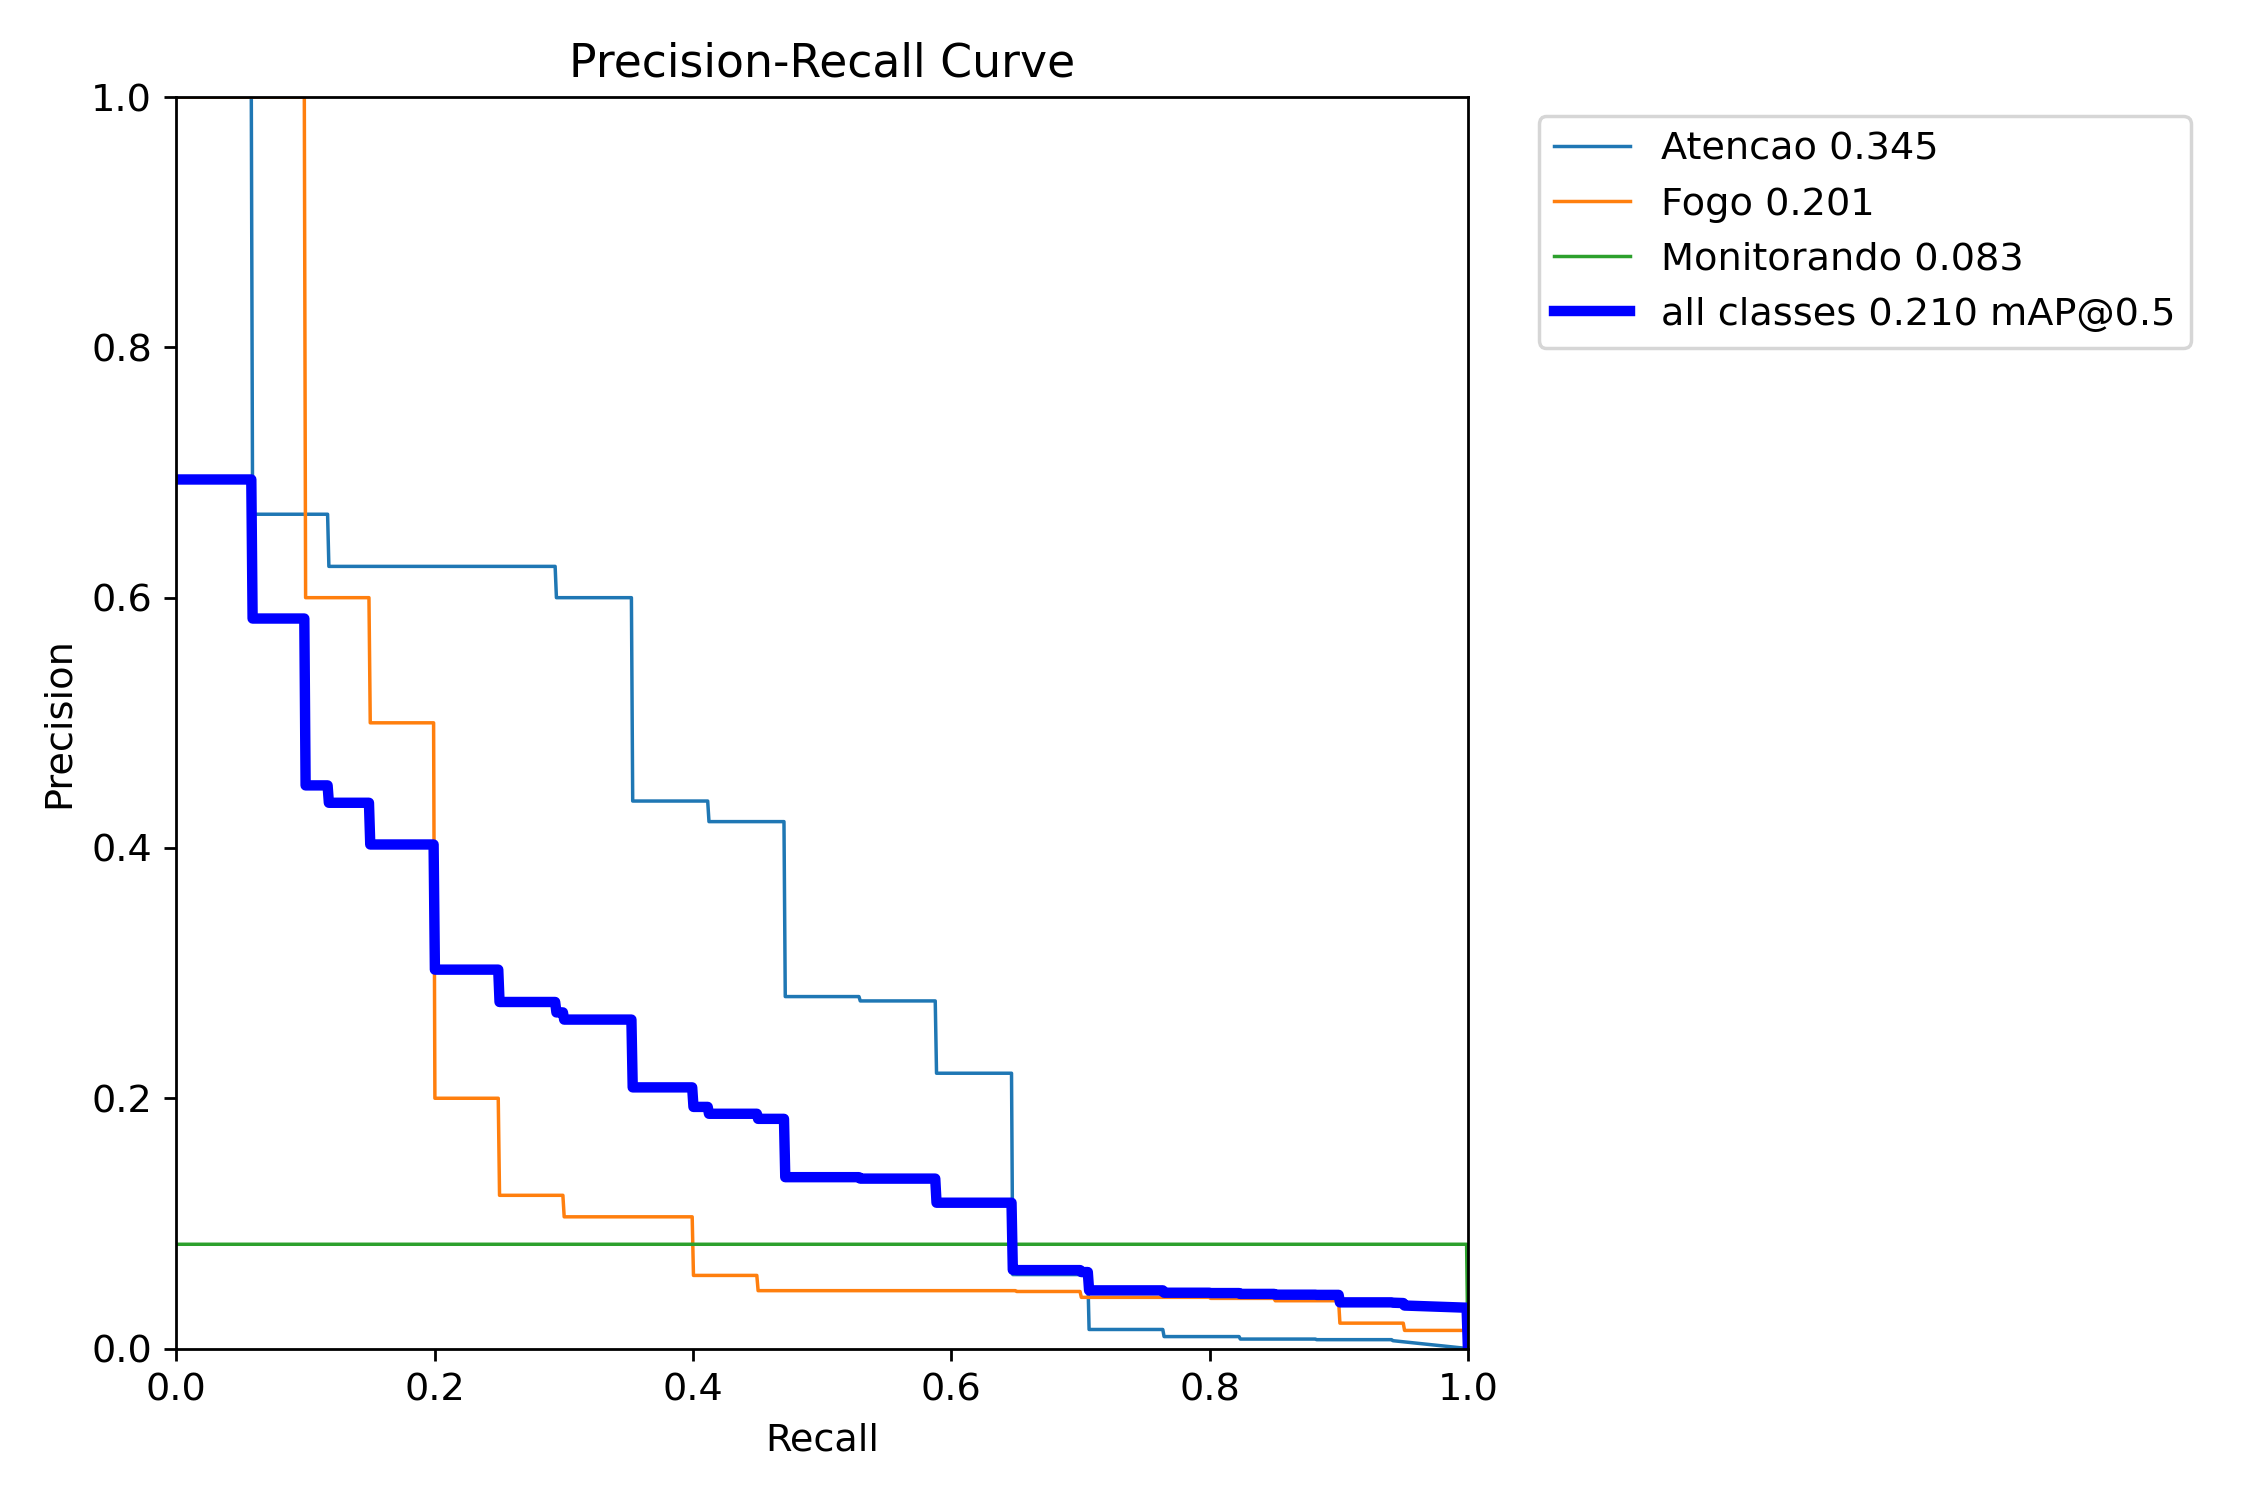 Precision-Recall Curve
Atencao 0.345
Fogo 0.201
Monitorando 0.083
all classes 0.210 mAP@0.5
Precision
1.0
0.8
0.6
0.4
0.2
0.0
0.0 0.2 0.4 0.6 0.8 1.0
Recall